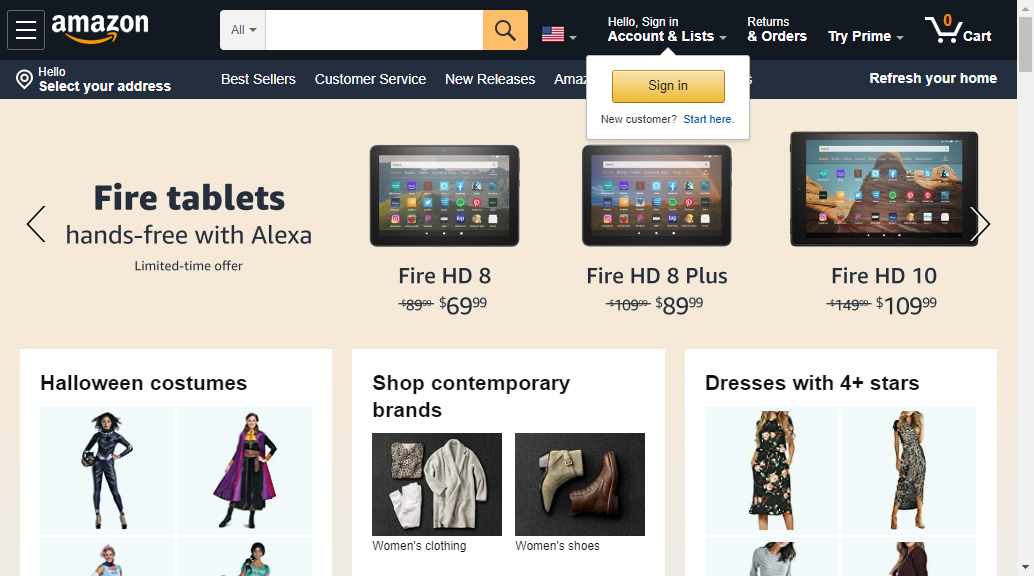 amazon
All
Hello, Sign in
Account & Lists
Returns
& Orders
Try Prime
0
Cart
Hello
Select your address
Best Sellers
Customer Service
New Releases
Refresh your home
Sign in
New customer? Start here.
Fire tablets
hands-free with Alexa
Limited-time offer
Fire HD 8
$89.99 $69.99
Fire HD 8 Plus
$109.99 $89.99
Fire HD 10
$149.99 $109.99
Halloween costumes
Shop contemporary
brands
Women's clothing
Women's shoes
Dresses with 4+ stars